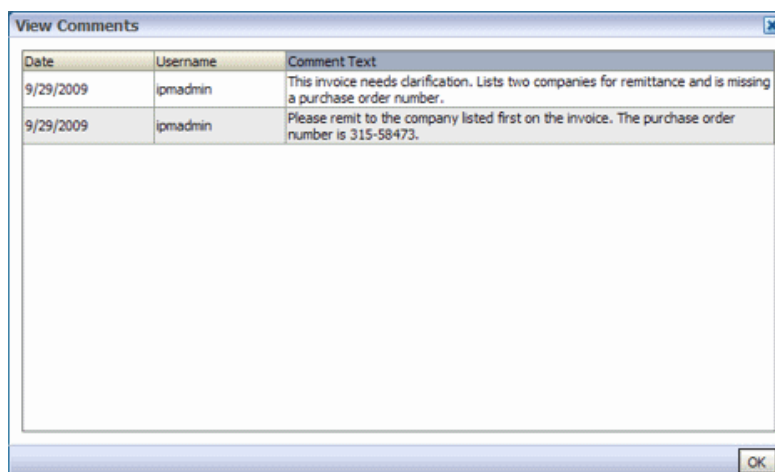 View Comments
Date Username Comment Text
9/29/2009 ipmadmin This invoice needs clarification. Lists two companies for remittance and is missing
a purchase order number.
9/29/2009 ipmadmin Please remit to the company listed first on the invoice. The purchase order
number is 315-58473.
OK